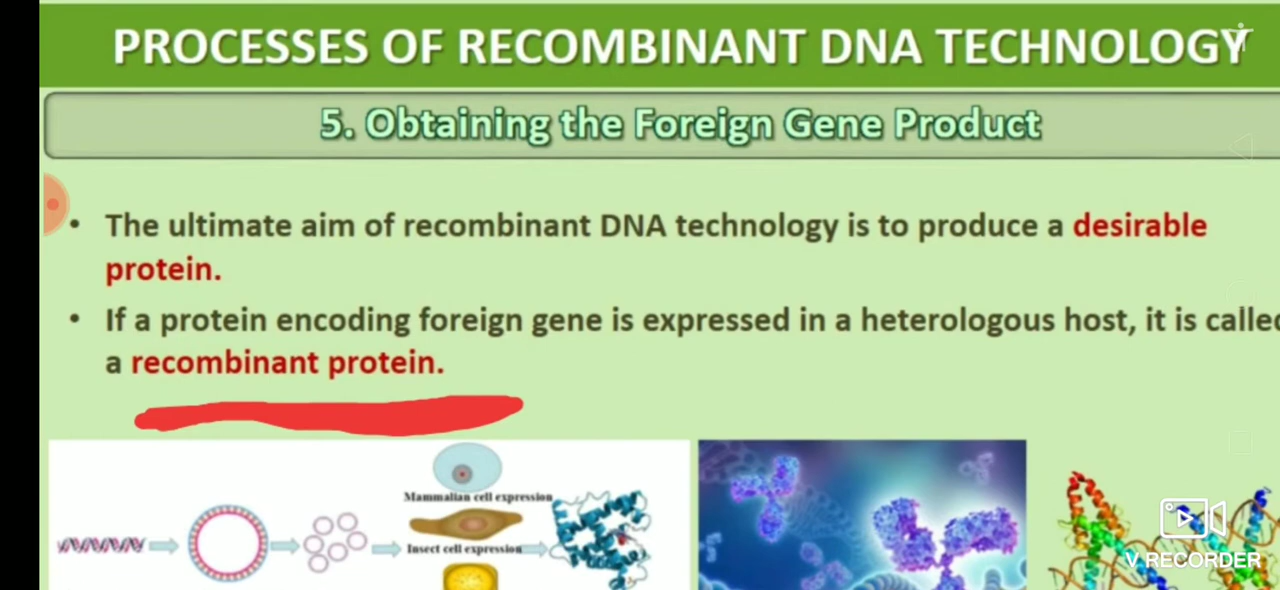 PROCESSES OF RECOMBINANT DNA TECHNOLOGY
5. Obtaining the Foreign Gene Product
• The ultimate aim of recombinant DNA technology is to produce a desirable
protein.
• If a protein encoding foreign gene is expressed in a heterologous host, it is called
a recombinant protein.
Mammalian cell expression
Insect cell expression
V RECORDER